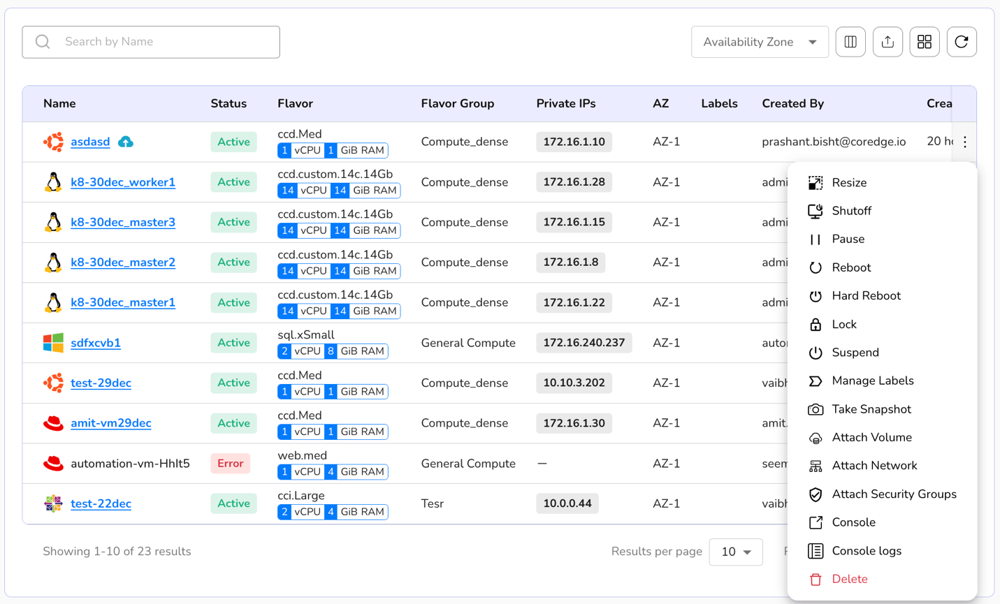 Search by Name
Availability Zone
Name Status Flavor Flavor Group Private IPs AZ Labels Created By Crea
asdasd Active ccd.Med Compute_dense 172.16.1.10 AZ-1 prashant.bisht@coredge.io 20 h
1 vCPU 1 GiB RAM
k8-30dec_worker1 Active ccd.custom.14c.14Gb Compute_dense 172.16.1.28 AZ-1 admi
14 vCPU 14 GiB RAM
k8-30dec_master3 Active ccd.custom.14c.14Gb Compute_dense 172.16.1.15 AZ-1 admi
14 vCPU 14 GiB RAM
k8-30dec_master2 Active ccd.custom.14c.14Gb Compute_dense 172.16.1.8 AZ-1 admi
14 vCPU 14 GiB RAM
k8-30dec_master1 Active ccd.custom.14c.14Gb Compute_dense 172.16.1.22 AZ-1 admi
14 vCPU 14 GiB RAM
sdfxcvb1 Active sql.xSmall General Compute 172.16.240.237 AZ-1 auto
2 vCPU 8 GiB RAM
test-29dec Active ccd.Med Compute_dense 10.10.3.202 AZ-1 vaibh
1 vCPU 1 GiB RAM
amit-vm29dec Active ccd.Med Compute_dense 172.16.1.30 AZ-1 amit.
1 vCPU 1 GiB RAM
automation-vm-HhIt5 Error web.med General Compute — AZ-1 seem
1 vCPU 4 GiB RAM
test-22dec Active cci.Large Tesr 10.0.0.44 AZ-1 vaibh
2 vCPU 4 GiB RAM
Showing 1-10 of 23 results
Results per page 10
Resize
Shutoff
Pause
Reboot
Hard Reboot
Lock
Suspend
Manage Labels
Take Snapshot
Attach Volume
Attach Network
Attach Security Groups
Console
Console logs
Delete